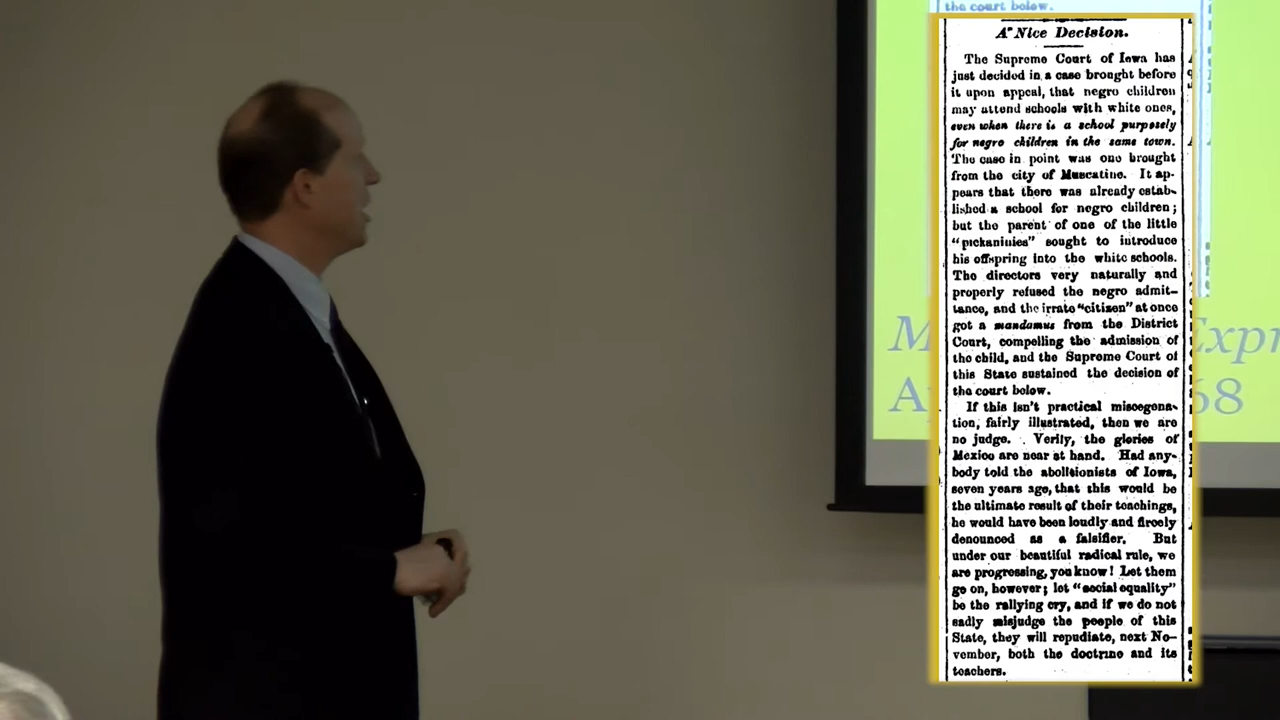 the court below.
A Nice Decision.
The Supreme Court of Iowa has
just decided in a case brought before
it upon appeal, that negro children
may attend schools with white ones,
even when there is a school purposely
for negro children in the same town.
The case in point was one brought
from the city of Muscatine. It ap-
pears that there was already estab-
lished a school for negro children;
but the parent of one of the little
"pickaninies" sought to introduce
his offspring into the white schools.
The directors very naturally and
properly refused the negro admit-
tance, and the irrate "citizen" at once
got a mandamus from the District
Court, compelling the admission of
the child, and the Supreme Court of
this State sustained the decision of
the court below.
If this isn't practical miscegena-
tion, fairly illustrated, then we are
no judge. Verily, the glories of
Mexico are near at hand. Had any-
body told the abolitionists of Iowa,
seven years ago, that this would be
the ultimate result of their teachings,
he would have been loudly and fircely
denounced as a falsifier. But
under our beautiful radical rule, we
are progressing, you know! Let them
go on, however; let "social equality"
be the rallying cry, and if we do not
sadly misjudge the people of this
State, they will repudiate, next No-
vember, both the doctrine and its
teachers.
M Expr
A 68